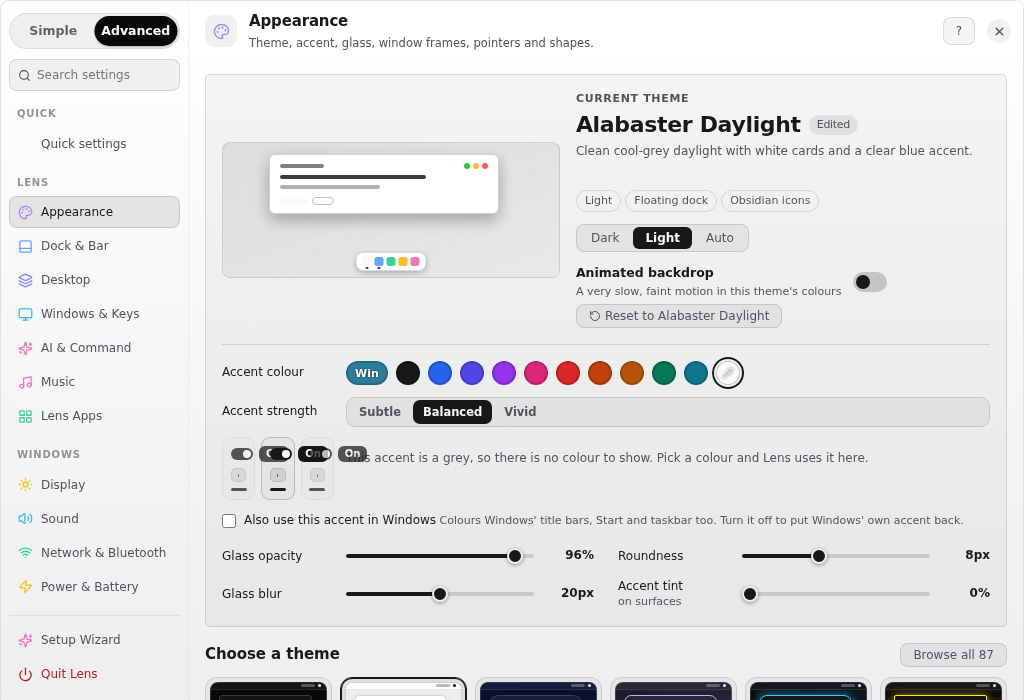 Simple
Advanced
Search settings
QUICK
Quick settings
LENS
Appearance
Dock & Bar
Desktop
Windows & Keys
AI & Command
Music
Lens Apps
WINDOWS
Display
Sound
Network & Bluetooth
Power & Battery
Setup Wizard
Quit Lens
Appearance
Theme, accent, glass, window frames, pointers and shapes.
?
CURRENT THEME
Alabaster Daylight
Edited
Clean cool-grey daylight with white cards and a clear blue accent.
Light
Floating dock
Obsidian icons
Dark
Light
Auto
Animated backdrop
A very slow, faint motion in this theme's colours
Reset to Alabaster Daylight
Accent colour
Win
Accent strength
Subtle
Balanced
Vivid
On
accent is a grey, so there is no colour to show. Pick a colour and Lens uses it here.
Also use this accent in Windows Colours Windows' title bars, Start and taskbar too. Turn it off to put Windows' own accent back.
Glass opacity
96%
Roundness
8px
Glass blur
20px
Accent tint
on surfaces
0%
Choose a theme
Browse all 87